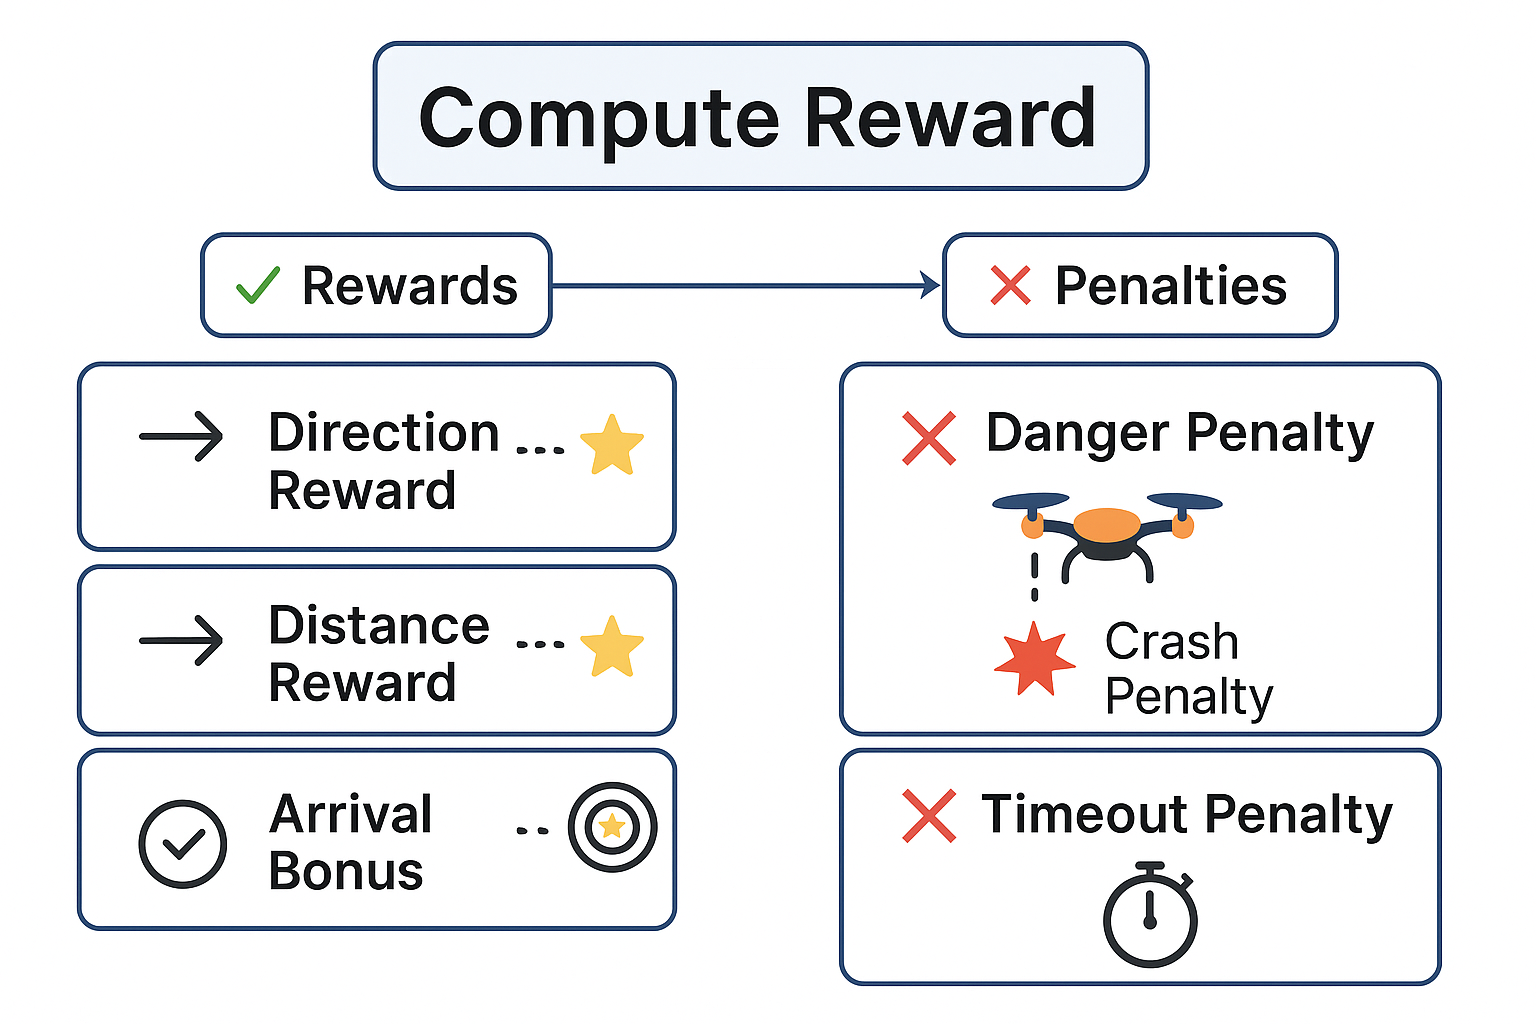 Compute Reward
Rewards
Penalties
Direction
Reward
Distance
Reward
Arrival
Bonus
Danger Penalty
Crash
Penalty
Timeout Penalty